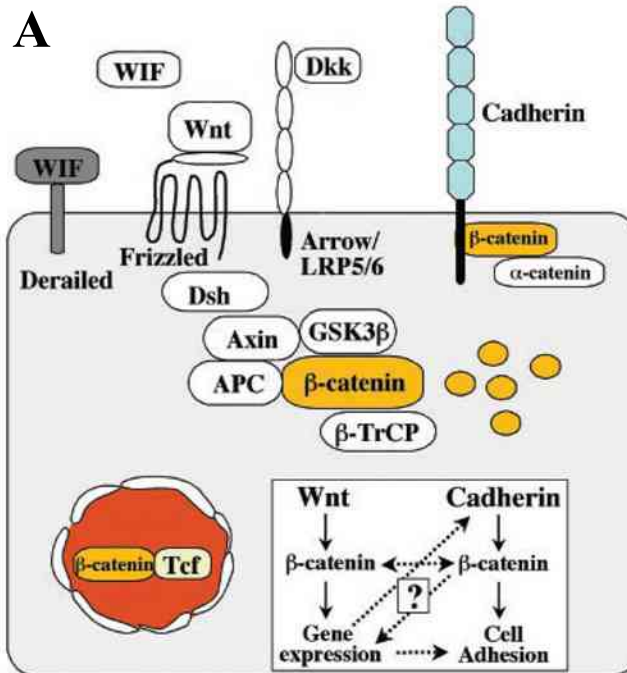 A
WIF
Dkk
Wnt
Cadherin
WIF
Frizzled
Arrow/
LRP5/6
β-catenin
α-catenin
Derailed
Dsh
Axin
GSK3β
APC
β-catenin
β-TrCP
β-catenin
Tcf
Wnt
Cadherin
β-catenin
β-catenin
?
Gene
expression
Cell
Adhesion